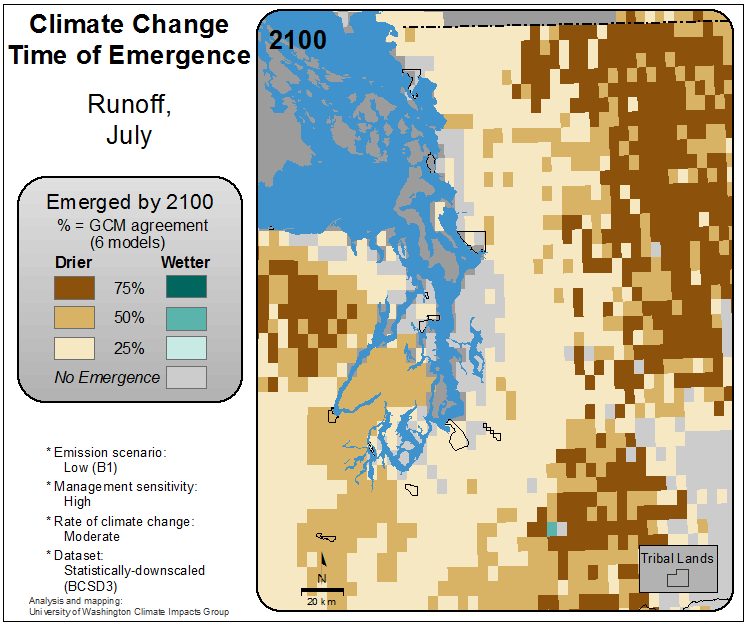 Climate Change
Time of Emergence
Runoff,
July
Emerged by 2100
% = GCM agreement
(6 models)
Drier Wetter
75%
50%
25%
No Emergence
* Emission scenario:
Low (B1)
* Management sensitivity:
High
* Rate of climate change:
Moderate
* Dataset:
Statistically-downscaled
(BCSD3)
Analysis and mapping:
University of Washington Climate Impacts Group
2100
N
20 km
Tribal Lands